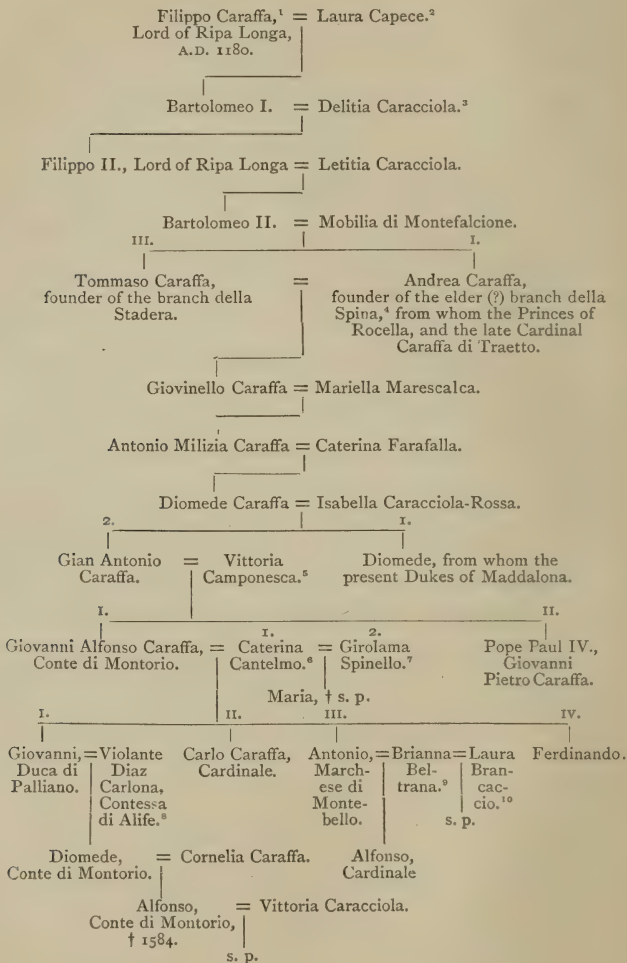 Filippo Caraffa,¹ = Laura Capece.²
Lord of Ripa Longa,
A.D. 1180.
Bartolomeo I. = Delitia Caracciola.³
Filippo II., Lord of Ripa Longa = Letitia Caracciola.
Bartolomeo II. = Mobilia di Montefalcione.
III. I.
Tommaso Caraffa, = Andrea Caraffa,
founder of the branch della founder of the elder (?) branch della
Stadera. Spina,⁴ from whom the Princes of
Rocella, and the late Cardinal
Caraffa di Traetto.
Giovinello Caraffa = Mariella Marescalca.
Antonio Milizia Caraffa = Caterina Farafalla.
Diomede Caraffa = Isabella Caracciola-Rossa.
2. I.
Gian Antonio = Vittoria Diomede, from whom the
Caraffa. Camponesca.⁵ present Dukes of Maddalona.
I. II.
1. 2.
Giovanni Alfonso Caraffa, = Caterina = Girolama Pope Paul IV.,
Conte di Montorio. Cantelmo.⁶ Spinello.⁷ Giovanni
Pietro Caraffa.
Maria, † s. p.
I. II. III. IV.
Giovanni, = Violante Carlo Caraffa, Antonio, = Brianna = Laura Ferdinando.
Duca di Diaz Cardinale. March- Bel- Bran-
Palliano. Carlona, ese di trana.⁹ cac-
Contessa Monte- cio.¹⁰
di Alife.⁸ bello. s. p.
Diomede, = Cornelia Caraffa. Alfonso,
Conte di Montorio. Cardinale
Alfonso, = Vittoria Caracciola.
Conte di Montorio,
† 1584.
s. p.